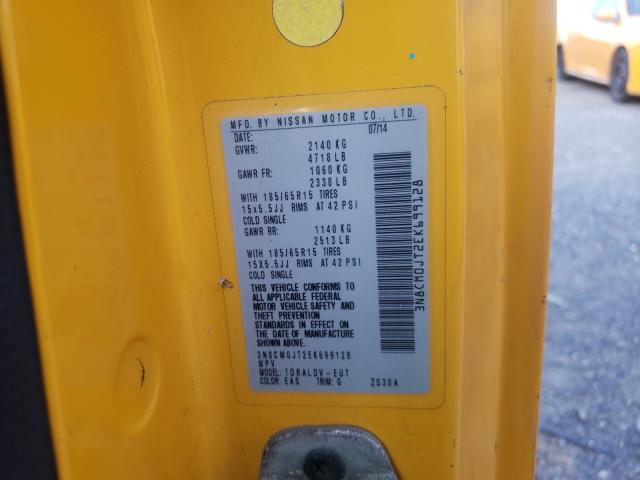 MFD. BY NISSAN MOTOR CO., LTD.
DATE: 07/14
GVWR: 2140 KG
4718 LB
GAWR FR: 1060 KG
2338 LB
WITH 185/65R15 TIRES
15x5.5JJ RIMS AT 42 PSI
COLD SINGLE
GAWR RR: 1140 KG
2513 LB
WITH 185/65R15 TIRES
15X5.5JJ RIMS AT 42 PSI
COLD SINGLE
THIS VEHICLE CONFORMS TO
ALL APPLICABLE FEDERAL
MOTOR VEHICLE SAFETY AND
THEFT PREVENTION
STANDARDS IN EFFECT ON
THE DATE OF MANUFACTURE
SHOWN ABOVE.
3N8CM0JT2EK699128
MPV
MODEL: TDRALDV-EUT
COLOR: EAS TRIM: G 2S30A
3N8CM0JT2EK699128